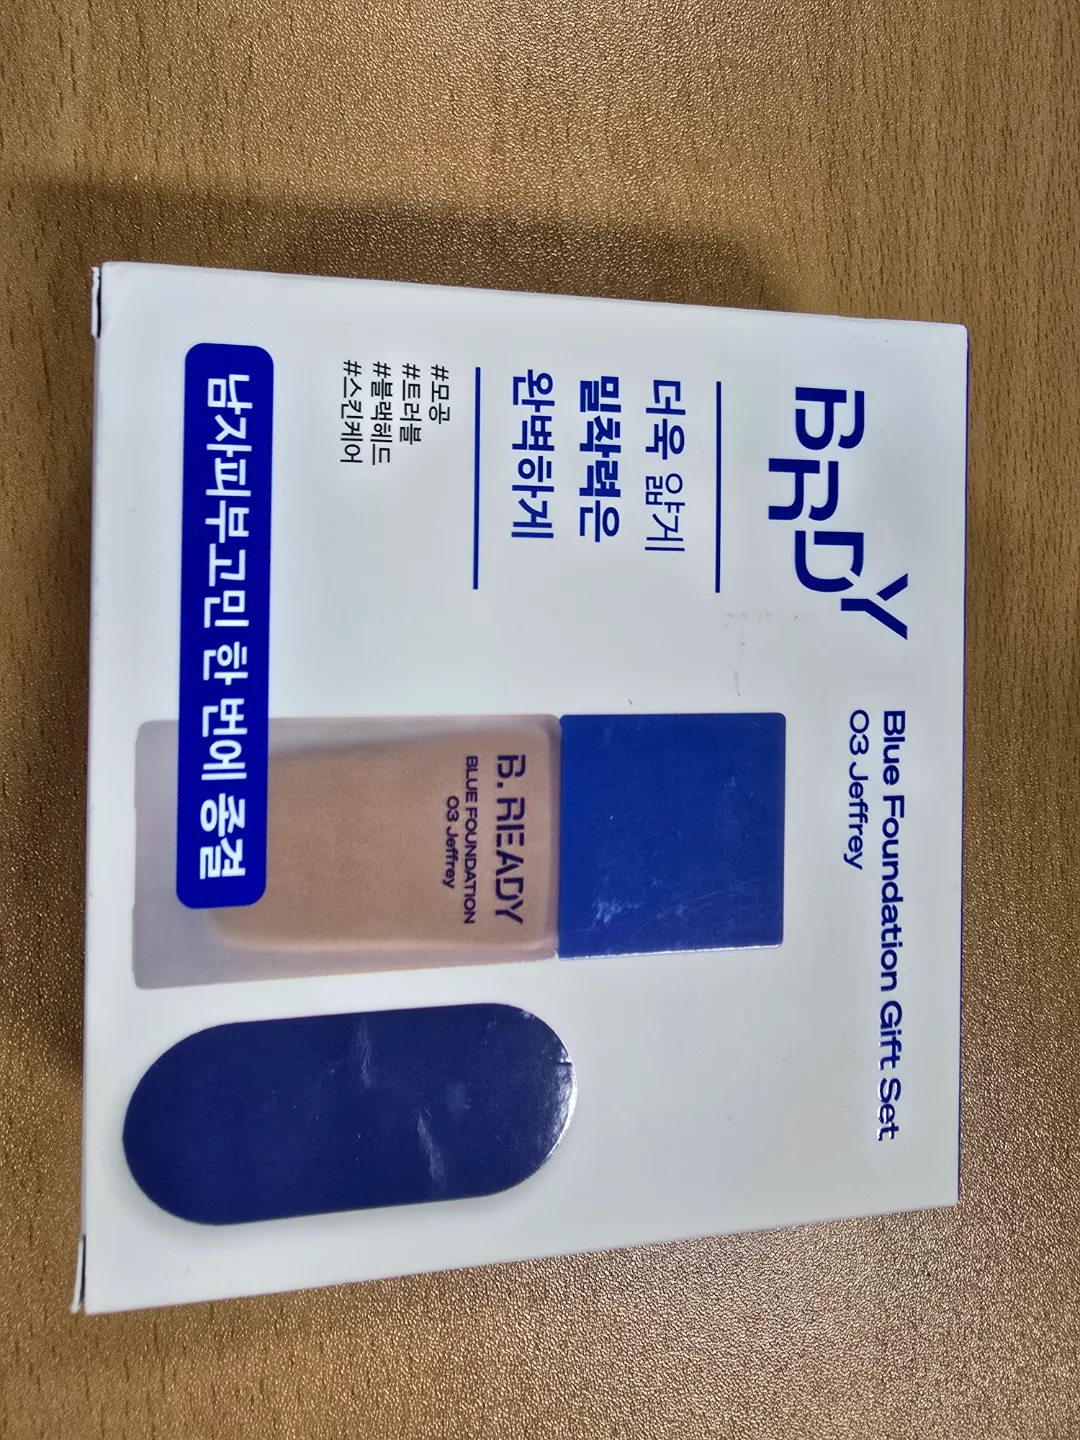 BRDY
Blue Foundation Gift Set
03 Jeffrey
더욱 얇게
밀착력은
완벽하게
#모공
#트러블
#블랙헤드
#스킨케어
B. READY
BLUE FOUNDATION
03 Jeffrey
남자피부고민 한 번에 종결